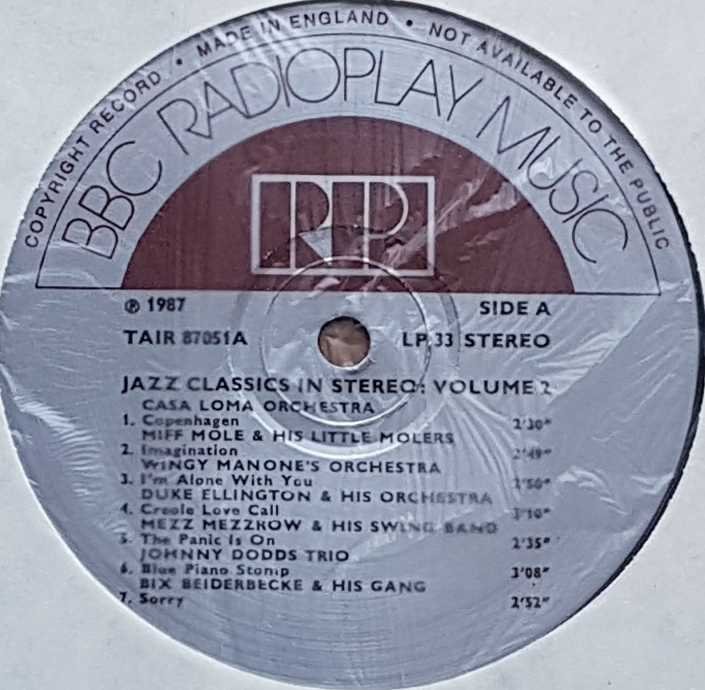 COPYRIGHT RECORD • MADE IN ENGLAND • NOT AVAILABLE TO THE PUBLIC
BBC RADIOPLAY MUSIC
RPI
℗ 1987 SIDE A
TAIR 87051A LP 33 STEREO
JAZZ CLASSICS IN STEREO: VOLUME 2
CASA LOMA ORCHESTRA
1. Copenhagen 2'30"
MIFF MOLE & HIS LITTLE MOLERS
2. Imagination 2'49"
WINGY MANONE'S ORCHESTRA
3. I'm Alone With You
DUKE ELLINGTON & HIS ORCHESTRA
4. Creole Love Call 3'10"
MEZZ MEZZROW & HIS SWING BAND
5. The Panic Is On 2'35"
JOHNNY DODDS TRIO
6. Blue Piano Stomp 3'08"
BIX BEIDERBECKE & HIS GANG
7. Sorry 2'52"